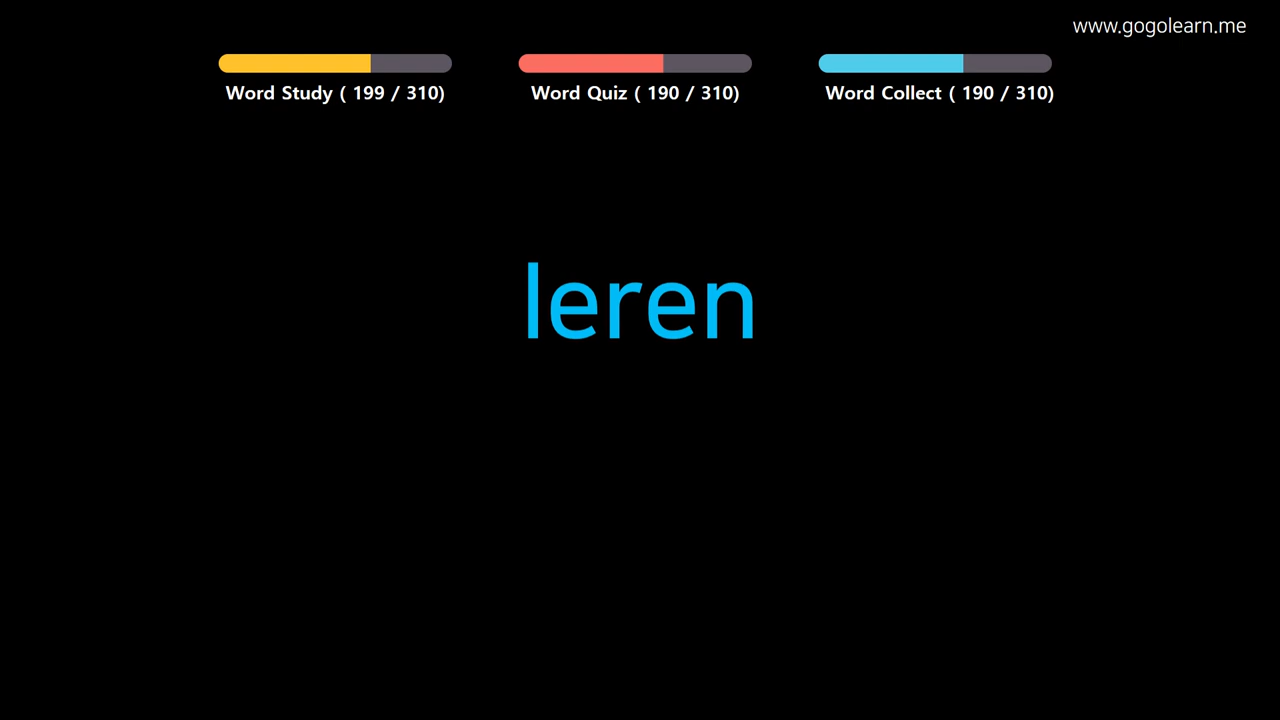 www.gogolearn.me
Word Study ( 199 / 310)
Word Quiz ( 190 / 310)
Word Collect ( 190 / 310)
leren